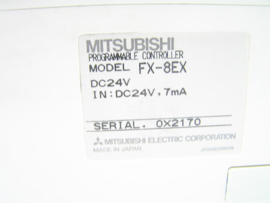 MITSUBISHI
PROGRAMMABLE CONTROLLER
MODEL FX-8EX
DC24V
IN:DC24V, 7mA
SERIAL. 0X2170
MITSUBISHI ELECTRIC CORPORATION
MADE IN JAPAN